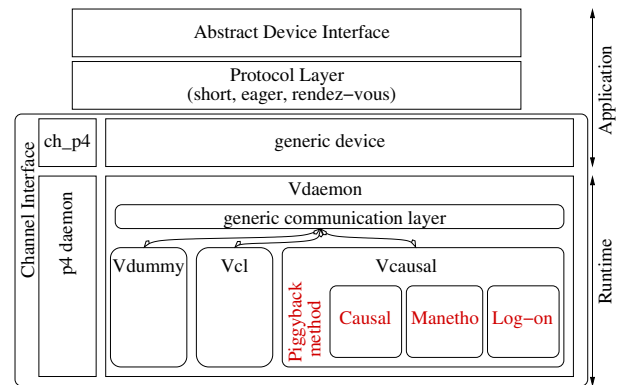 Abstract Device Interface
Protocol Layer
(short, eager, rendez−vous)
Application
Channel Interface
ch_p4
generic device
p4 daemon
Vdaemon
generic communication layer
Vdummy
Vcl
Vcausal
Piggyback
method
Causal
Manetho
Log−on
Runtime